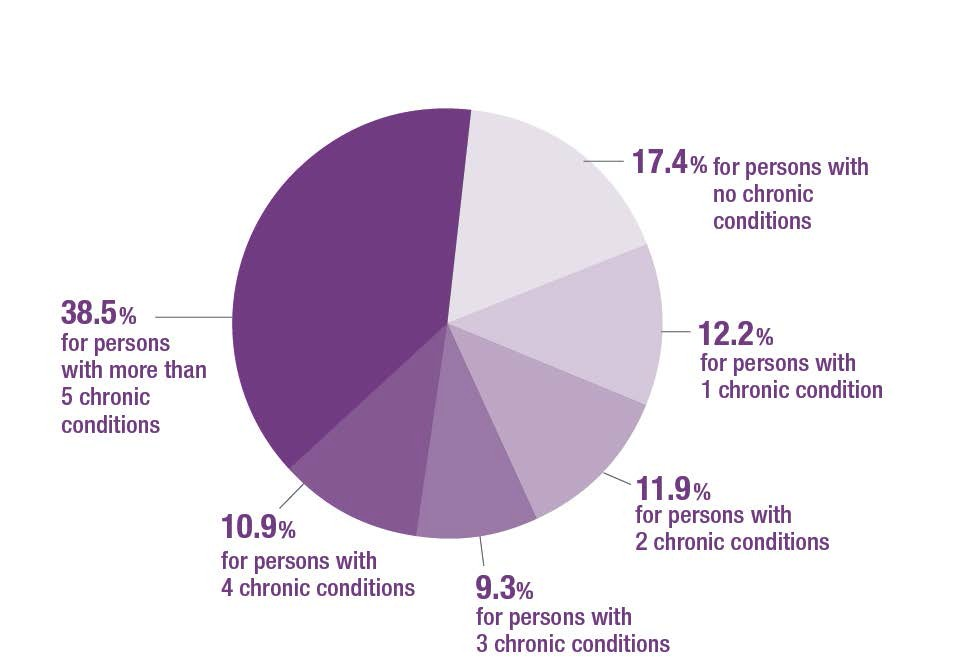 17.4% for persons with
no chronic
conditions
12.2%
for persons with
1 chronic condition
11.9%
for persons with
2 chronic conditions
9.3%
for persons with
3 chronic conditions
10.9%
for persons with
4 chronic conditions
38.5%
for persons
with more than
5 chronic
conditions